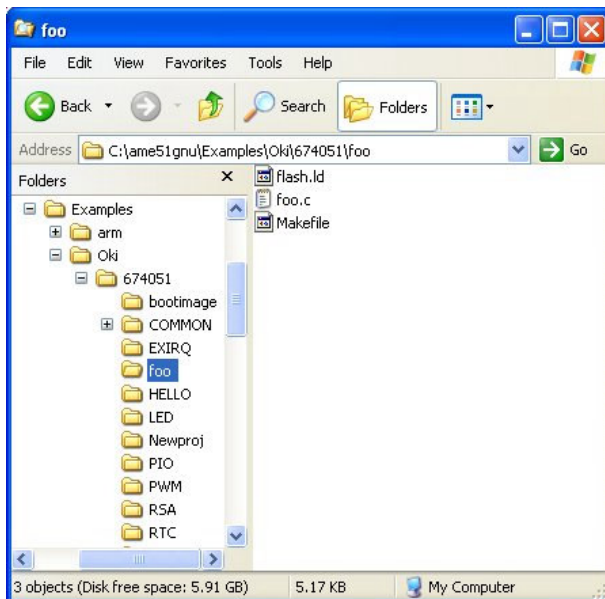 foo
File Edit View Favorites Tools Help
Back Search Folders
Address C:\ame51gnu\Examples\Oki\674051\foo Go
Folders
Examples
arm
Oki
674051
bootimage
COMMON
EXIRQ
foo
HELLO
LED
Newproj
PIO
PWM
RSA
RTC
flash.ld
foo.c
Makefile
3 objects (Disk free space: 5.91 GB) 5.17 KB My Computer